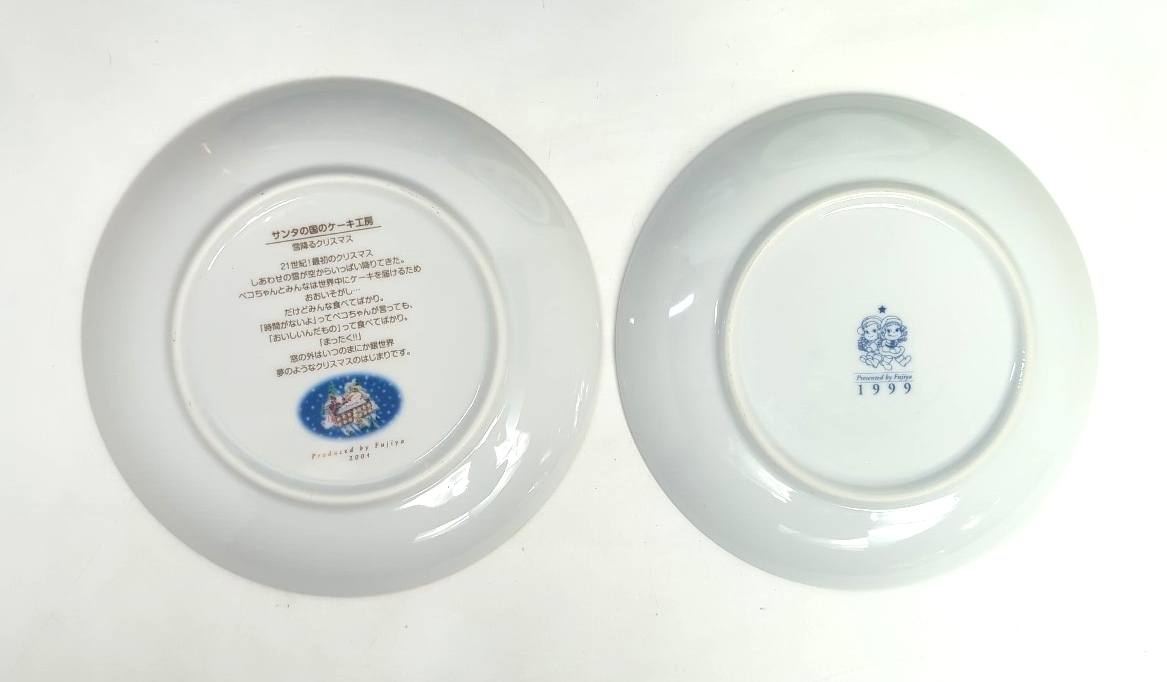 サンタの国のケーキ工房
雪降るクリスマス
21世紀！最初のクリスマス
しあわせの雪が空からいっぱい降りてきた。
ペコちゃんとみんなは世界中にケーキを届けるため
おおいそがし…
だけどみんな食べてばかり。
「時間がないよ」ってペコちゃんが言っても、
「おいしいんだもの」って食べてばかり。
「まったく!!」
窓の外はいつのまにか銀世界
夢のようなクリスマスのはじまりです。
Produced by Fujiya
2001
Presented by Fujiya
1999